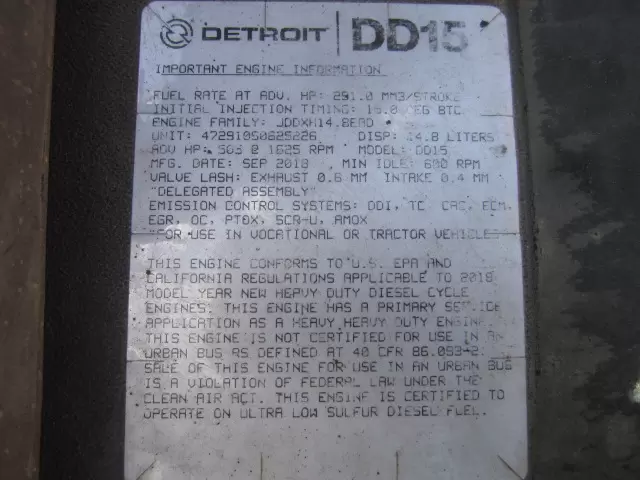 DETROIT DD15
IMPORTANT ENGINE INFORMATION
FUEL RATE AT ADV. HP: 291.0 MM3/STROKE
INITIAL INJECTION TIMING: DEG BTC
ENGINE FAMILY: JDDXH14.8EAD
UNIT: DISP: 14.8 LITERS
ADV HP: 503 @ 1625 RPM MODEL: DD15
MFG. DATE: SEP 2018 MIN IDLE: 600 RPM
VALVE LASH: EXHAUST 0.6 MM INTAKE 0.4 MM
"DELEGATED ASSEMBLY"
EMISSION CONTROL SYSTEMS: DDI, TC, CAC, ECM,
EGR, OC, PTOX, SCR-U, AMOX
"FOR USE IN VOCATIONAL OR TRACTOR VEHICLES
THIS ENGINE CONFORMS TO U.S. EPA AND
CALIFORNIA REGULATIONS APPLICABLE TO 2018
MODEL YEAR NEW HEAVY DUTY DIESEL CYCLE
ENGINES. THIS ENGINE HAS A PRIMARY SERVICE
APPLICATION AS A HEAVY HEAVY DUTY ENGINE.
THIS ENGINE IS NOT CERTIFIED FOR USE IN AN
URBAN BUS AS DEFINED AT 40 CFR 86.093-2.
SALE OF THIS ENGINE FOR USE IN AN URBAN BUS
IS A VIOLATION OF FEDERAL LAW UNDER THE
CLEAN AIR ACT. THIS ENGINE IS CERTIFIED TO
OPERATE ON ULTRA LOW SULFUR DIESEL FUEL.